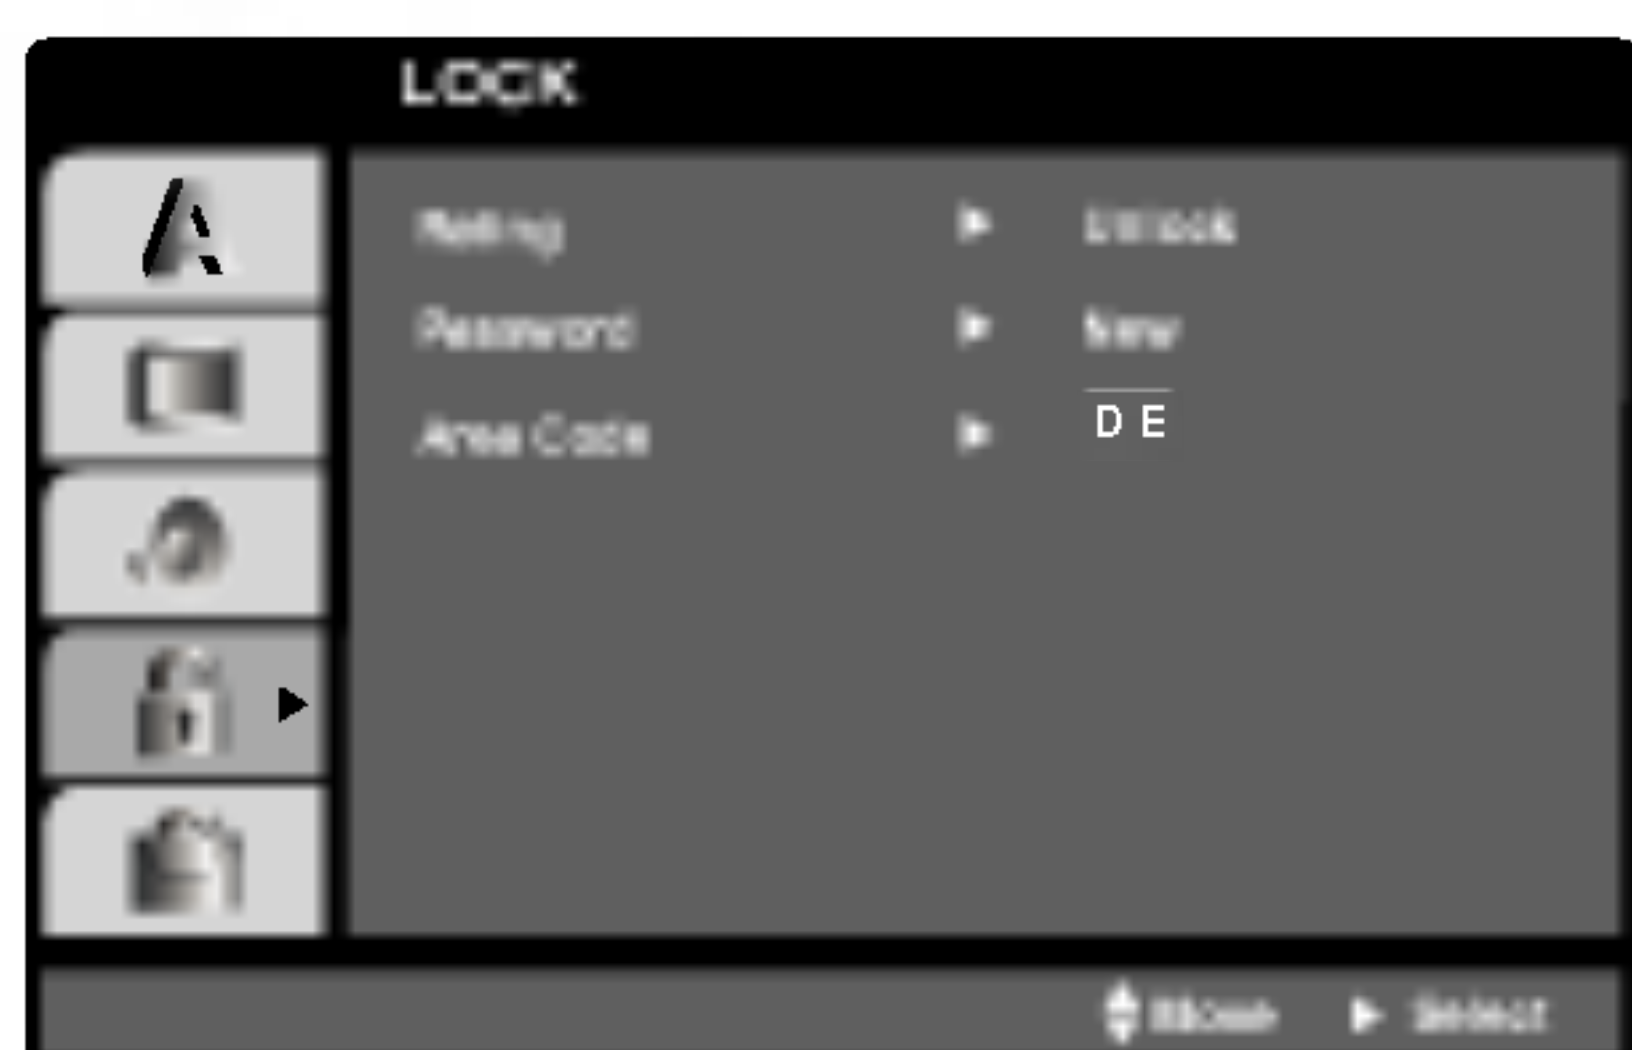 LOCK
Rating ► Unlock
Password ► New
Area Code ► D E
Move ► Select